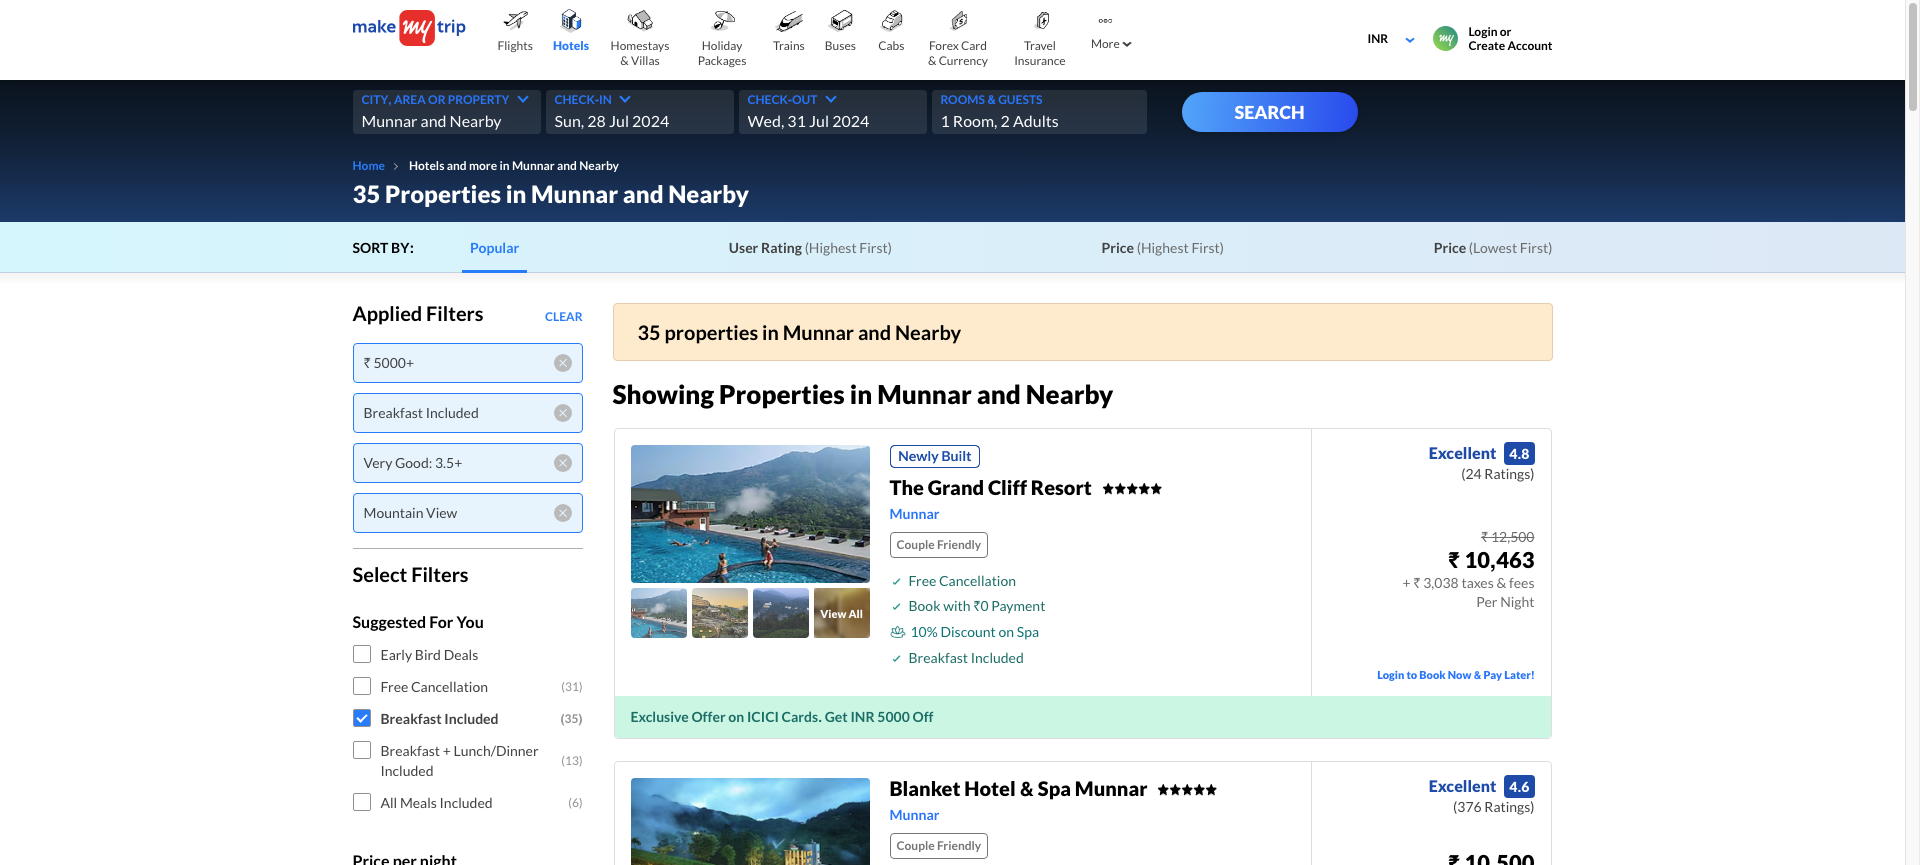 make my trip
Flights
Hotels
Homestays
& Villas
Holiday
Packages
Trains
Buses
Cabs
Forex Card
& Currency
Travel
Insurance
More
INR
my
Login or
Create Account
CITY, AREA OR PROPERTY
Munnar and Nearby
CHECK-IN
Sun, 28 Jul 2024
CHECK-OUT
Wed, 31 Jul 2024
ROOMS & GUESTS
1 Room, 2 Adults
SEARCH
Home > Hotels and more in Munnar and Nearby
35 Properties in Munnar and Nearby
SORT BY:
Popular
User Rating (Highest First)
Price (Highest First)
Price (Lowest First)
Applied Filters
CLEAR
₹ 5000+
Breakfast Included
Very Good: 3.5+
Mountain View
Select Filters
Suggested For You
Early Bird Deals
Free Cancellation (31)
Breakfast Included (35)
Breakfast + Lunch/Dinner
Included (13)
All Meals Included (6)
Price per night
35 properties in Munnar and Nearby
Showing Properties in Munnar and Nearby
View All
Newly Built
The Grand Cliff Resort
Munnar
Couple Friendly
Free Cancellation
Book with ₹0 Payment
10% Discount on Spa
Breakfast Included
Excellent 4.8
(24 Ratings)
₹ 12,500
₹ 10,463
+ ₹ 3,038 taxes & fees
Per Night
Login to Book Now & Pay Later!
Exclusive Offer on ICICI Cards. Get INR 5000 Off
Blanket Hotel & Spa Munnar
Munnar
Couple Friendly
Excellent 4.6
(376 Ratings)
₹ 10,500